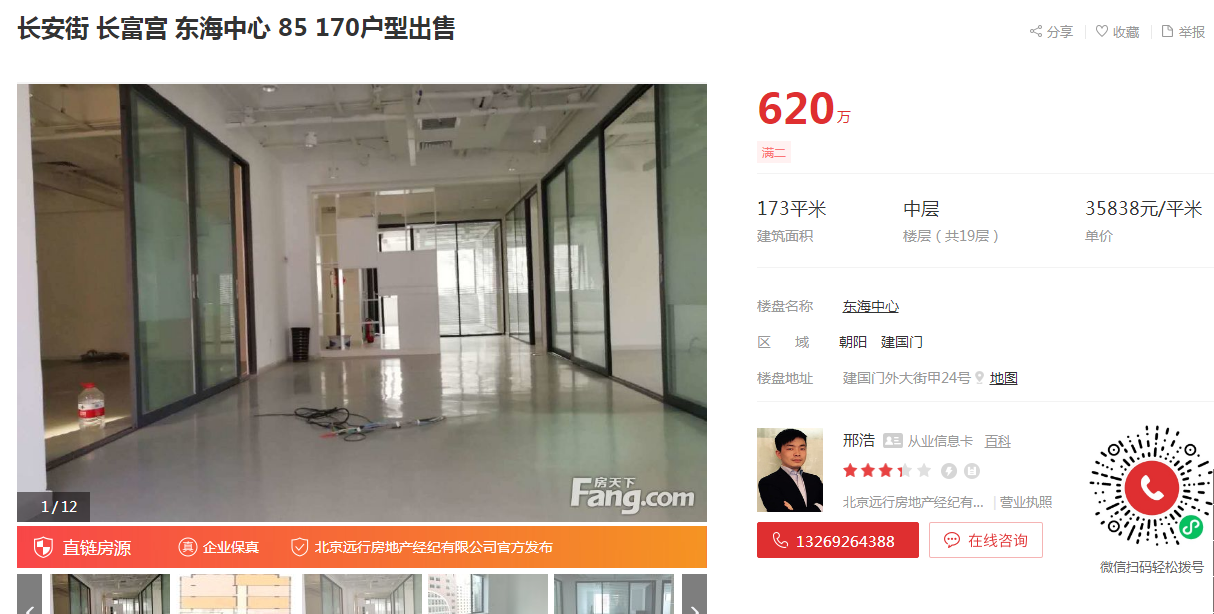 长安街 长富宫 东海中心 85 170户型出售
分享 收藏 举报
620万
满二
173平米 中层 35838元/平米
建筑面积 楼层（共19层） 单价
楼盘名称 东海中心
区 域 朝阳 建国门
楼盘地址 建国门外大街甲24号 地图
房天下
Fang.com
1/12
邢浩 从业信息卡 百科
北京远行房地产经纪有... 营业执照
13269264388 在线咨询
微信扫码轻松拨号
直链房源 真 企业保真 北京远行房地产经纪有限公司官方发布